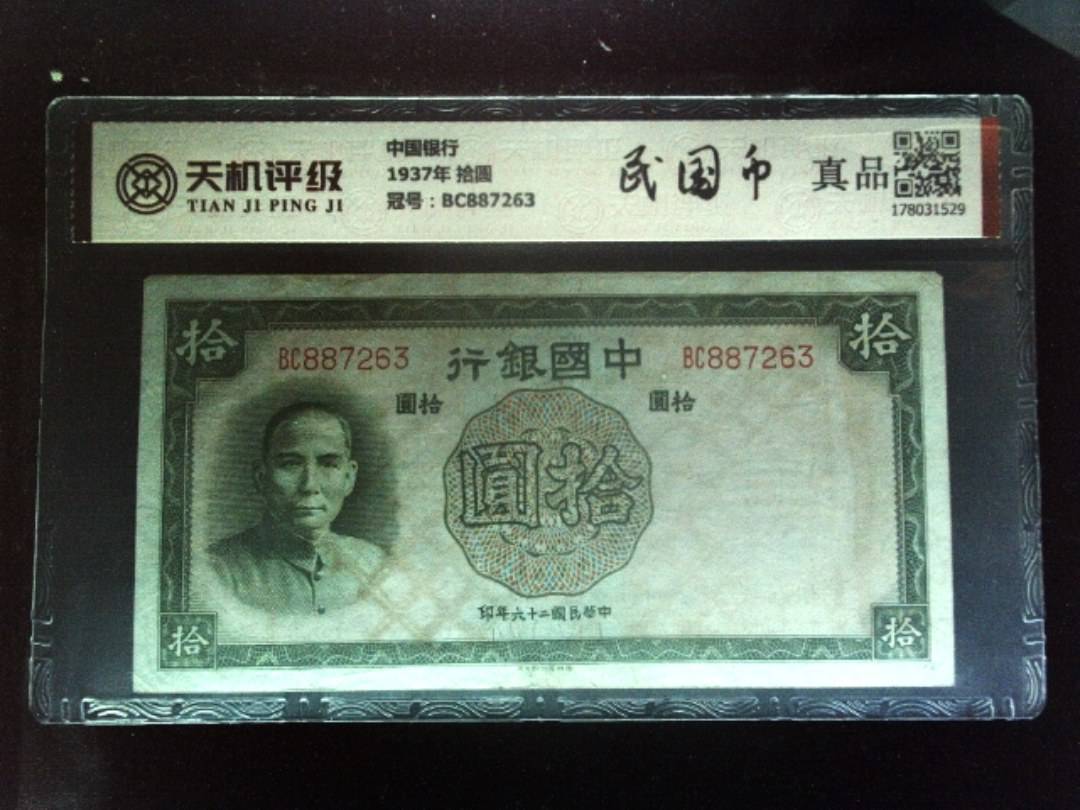 天机评级
TIAN JI PING JI
中国银行
1937年 拾圆
冠号：BC887263
民国币
真品
178031529
拾
拾
BC887263
行銀國中
BC887263
圓拾
圓拾
圓拾
印年六十二國民華中
拾
拾